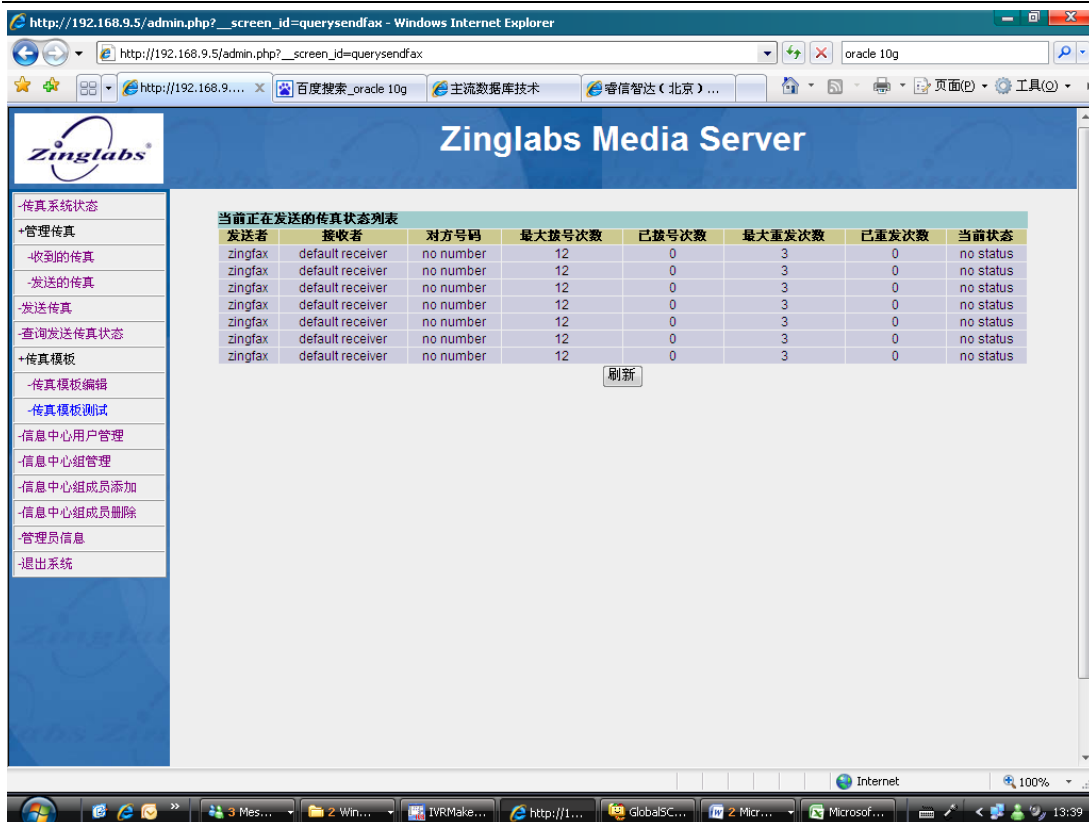 http://192.168.9.5/admin.php?__screen_id=querysendfax - Windows Internet Explorer
http://192.168.9.5/admin.php?__screen_id=querysendfax
oracle 10g
http://192.168.9....
百度搜索_oracle 10g
主流数据库技术
睿信智达（北京）...
页面(P)
工具(O)
Zinglabs
Zinglabs Media Server
-传真系统状态
+管理传真
-收到的传真
-发送的传真
-发送传真
-查询发送传真状态
+传真模板
-传真模板编辑
-传真模板测试
-信息中心用户管理
-信息中心组管理
-信息中心组成员添加
-信息中心组成员删除
-管理员信息
-退出系统
当前正在发送的传真状态列表
发送者 接收者 对方号码 最大拨号次数 已拨号次数 最大重发次数 已重发次数 当前状态
zingfax default receiver no number 12 0 3 0 no status
zingfax default receiver no number 12 0 3 0 no status
zingfax default receiver no number 12 0 3 0 no status
zingfax default receiver no number 12 0 3 0 no status
zingfax default receiver no number 12 0 3 0 no status
zingfax default receiver no number 12 0 3 0 no status
zingfax default receiver no number 12 0 3 0 no status
刷新
Internet
100%
3 Mes...
2 Win...
IVRMake...
http://1...
GlobalSC...
2 Micr...
Microsof...
13:39